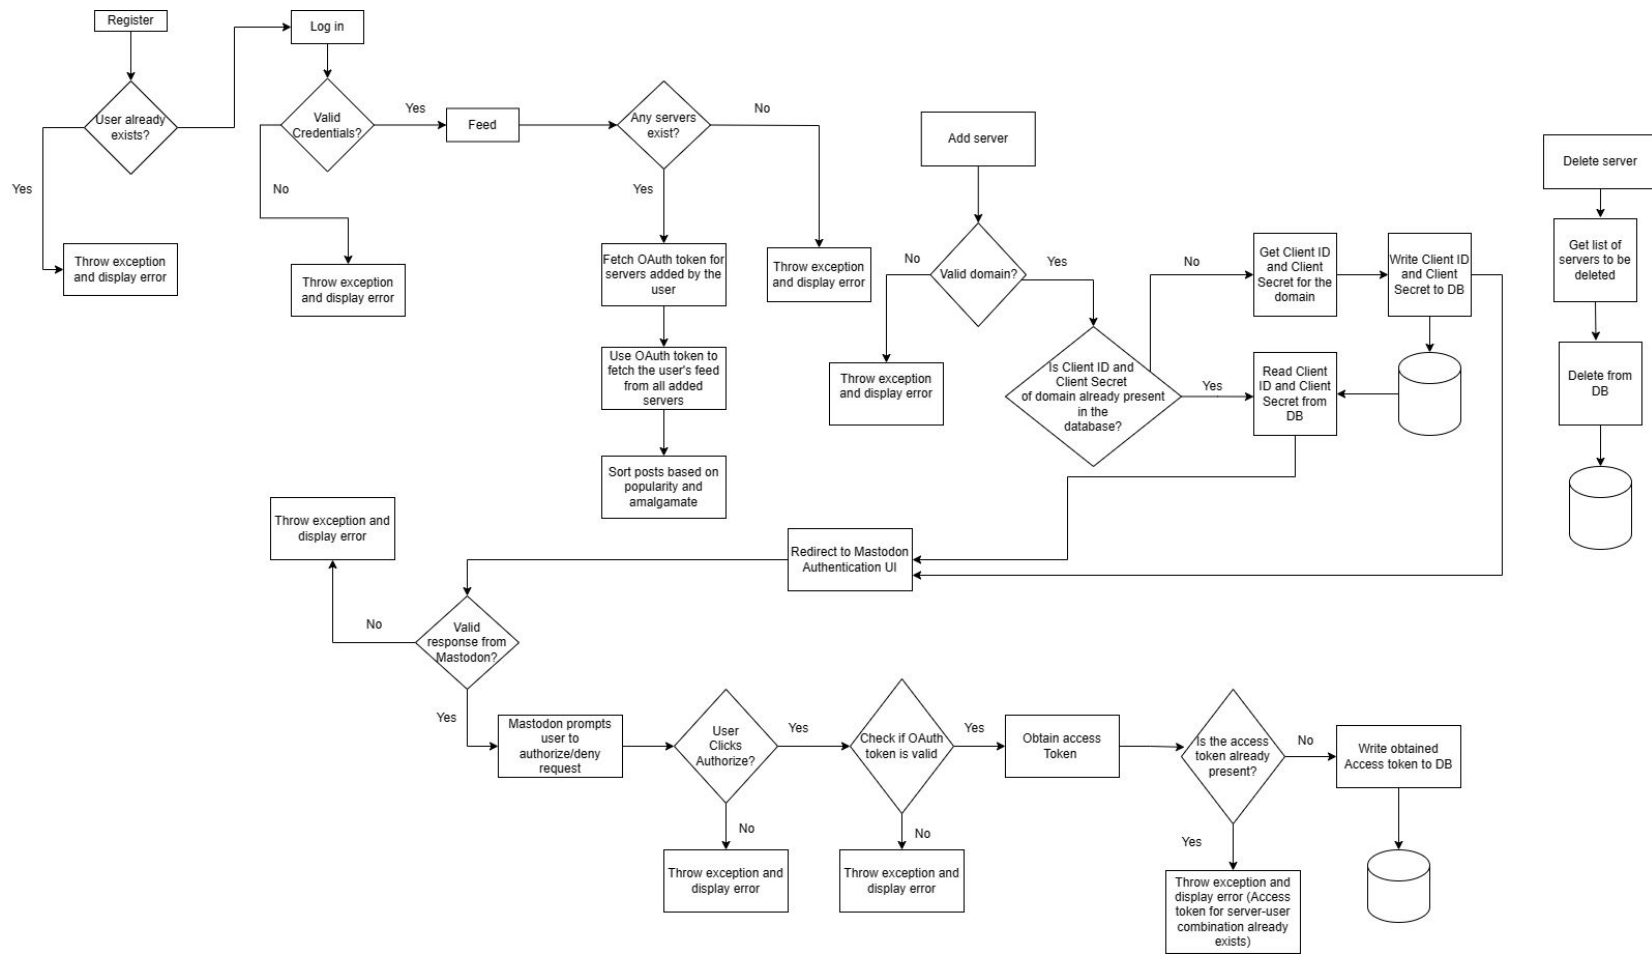 Register
Log in
User already
exists?
Yes
Throw exception
and display error
Valid
Credentials?
Yes
No
Throw exception
and display error
Feed
Any servers
exist?
No
Yes
Throw exception
and display error
Fetch OAuth token for
servers added by the
user
Use OAuth token to
fetch the user's feed
from all added
servers
Sort posts based on
popularity and
amalgamate
Add server
Valid domain?
No
Yes
Throw exception
and display error
Is Client ID and
Client Secret
of domain already present
in the
database?
No
Yes
Get Client ID
and Client
Secret for the
domain
Write Client ID
and Client
Secret to DB
Read Client
ID and Client
Secret from
DB
Delete server
Get list of
servers to be
deleted
Delete from
DB
Redirect to Mastodon
Authentication UI
Throw exception and
display error
No
Valid
response from
Mastodon?
Yes
Mastodon prompts
user to
authorize/deny
request
User
Clicks
Authorize?
Yes
No
Throw exception and
display error
Check if OAuth
token is valid
Yes
No
Throw exception and
display error
Obtain access
Token
Is the access
token already
present?
No
Yes
Write obtained
Access token to DB
Throw exception and
display error (Access
token for server-user
combination already
exists)